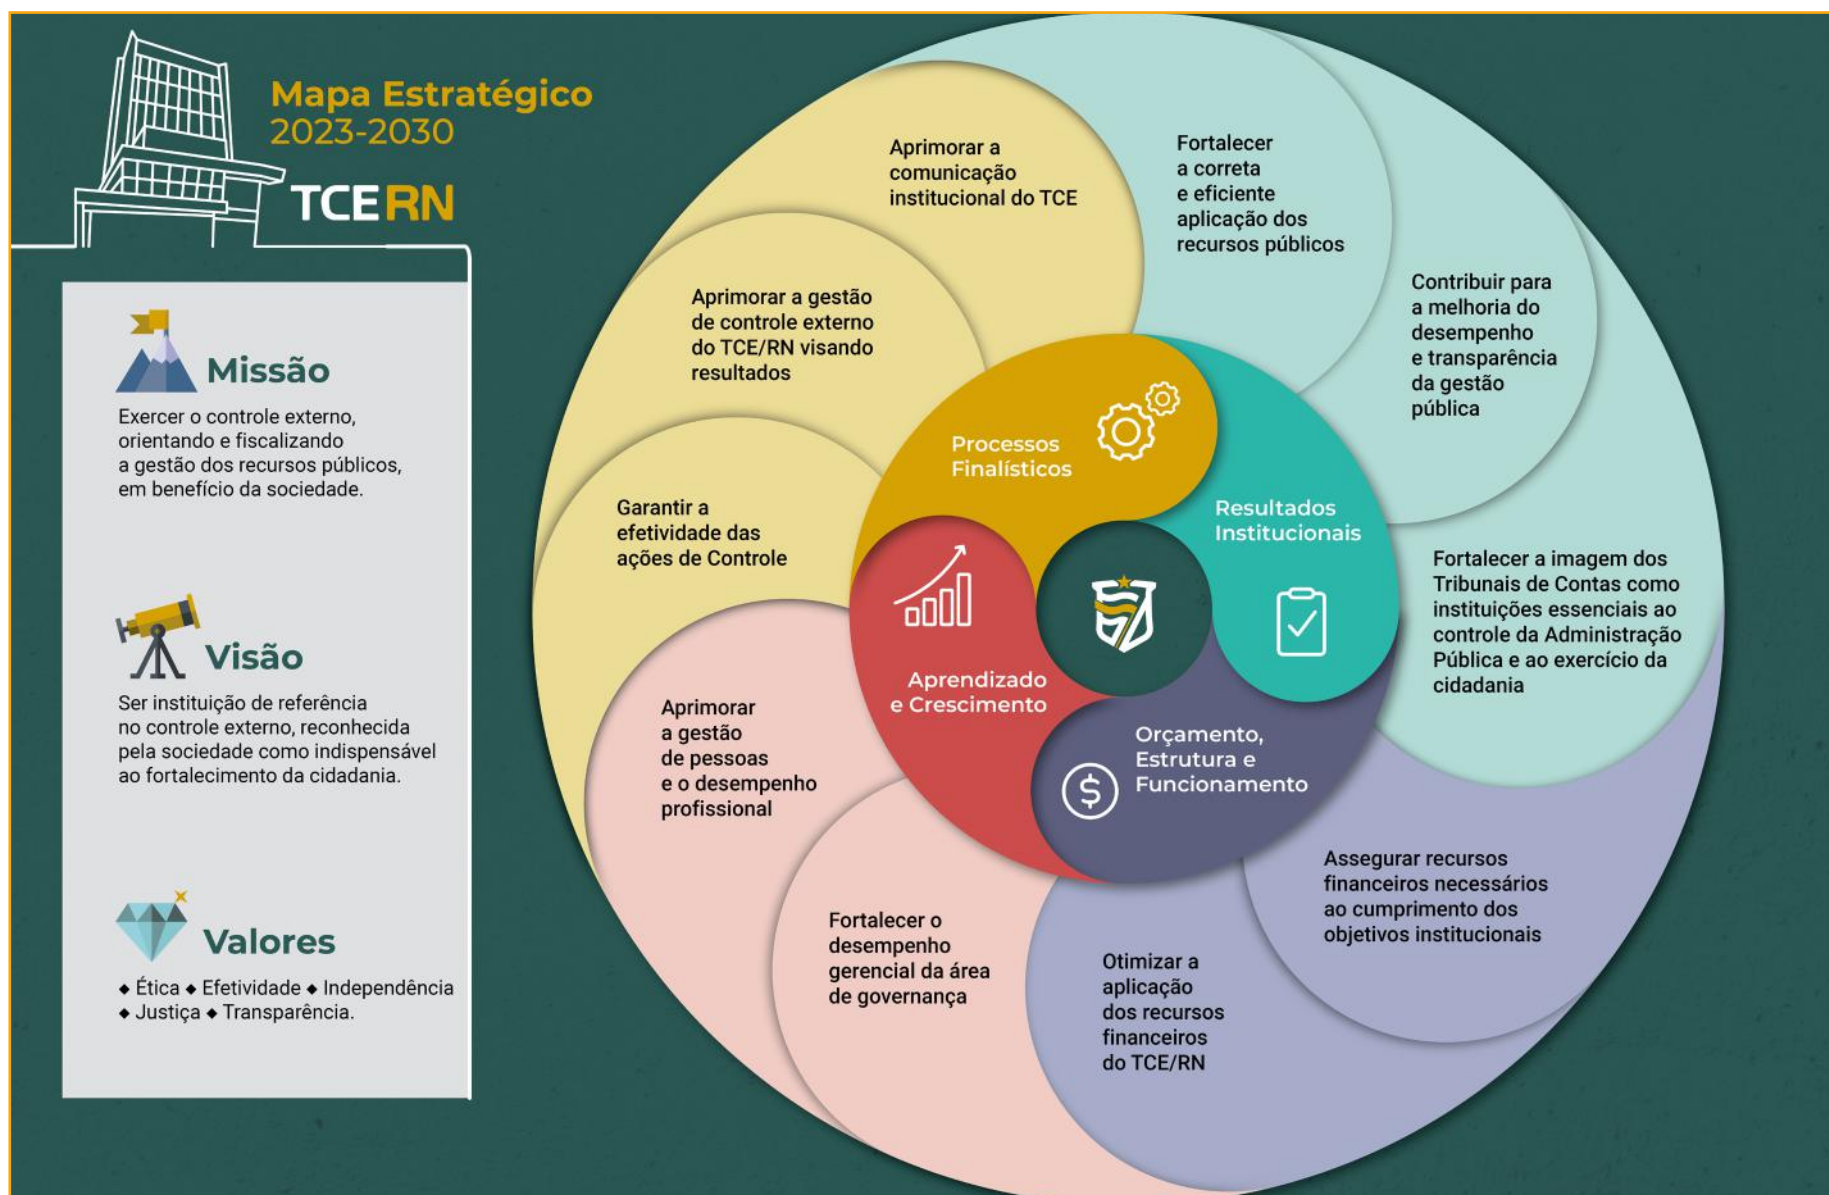 Mapa Estratégico
2023-2030
TCERN
Missão
Exercer o controle externo,
orientando e fiscalizando
a gestão dos recursos públicos,
em benefício da sociedade.
Visão
Ser instituição de referência
no controle externo, reconhecida
pela sociedade como indispensável
ao fortalecimento da cidadania.
Valores
◆ Ética ◆ Efetividade ◆ Independência
◆ Justiça ◆ Transparência.
Aprimorar a
comunicação
institucional do TCE
Aprimorar a gestão
de controle externo
do TCE/RN visando
resultados
Garantir a
efetividade das
ações de Controle
Processos
Finalísticos
Fortalecer
a correta
e eficiente
aplicação dos
recursos públicos
Contribuir para
a melhoria do
desempenho
e transparência
da gestão
pública
Fortalecer a imagem dos
Tribunais de Contas como
instituições essenciais ao
controle da Administração
Pública e ao exercício da
cidadania
Resultados
Institucionais
Aprendizado
e Crescimento
Aprimorar
a gestão
de pessoas
e o desempenho
profissional
Fortalecer o
desempenho
gerencial da área
de governança
Orçamento,
Estrutura e
Funcionamento
$
Assegurar recursos
financeiros necessários
ao cumprimento dos
objetivos institucionais
Otimizar a
aplicação
dos recursos
financeiros
do TCE/RN